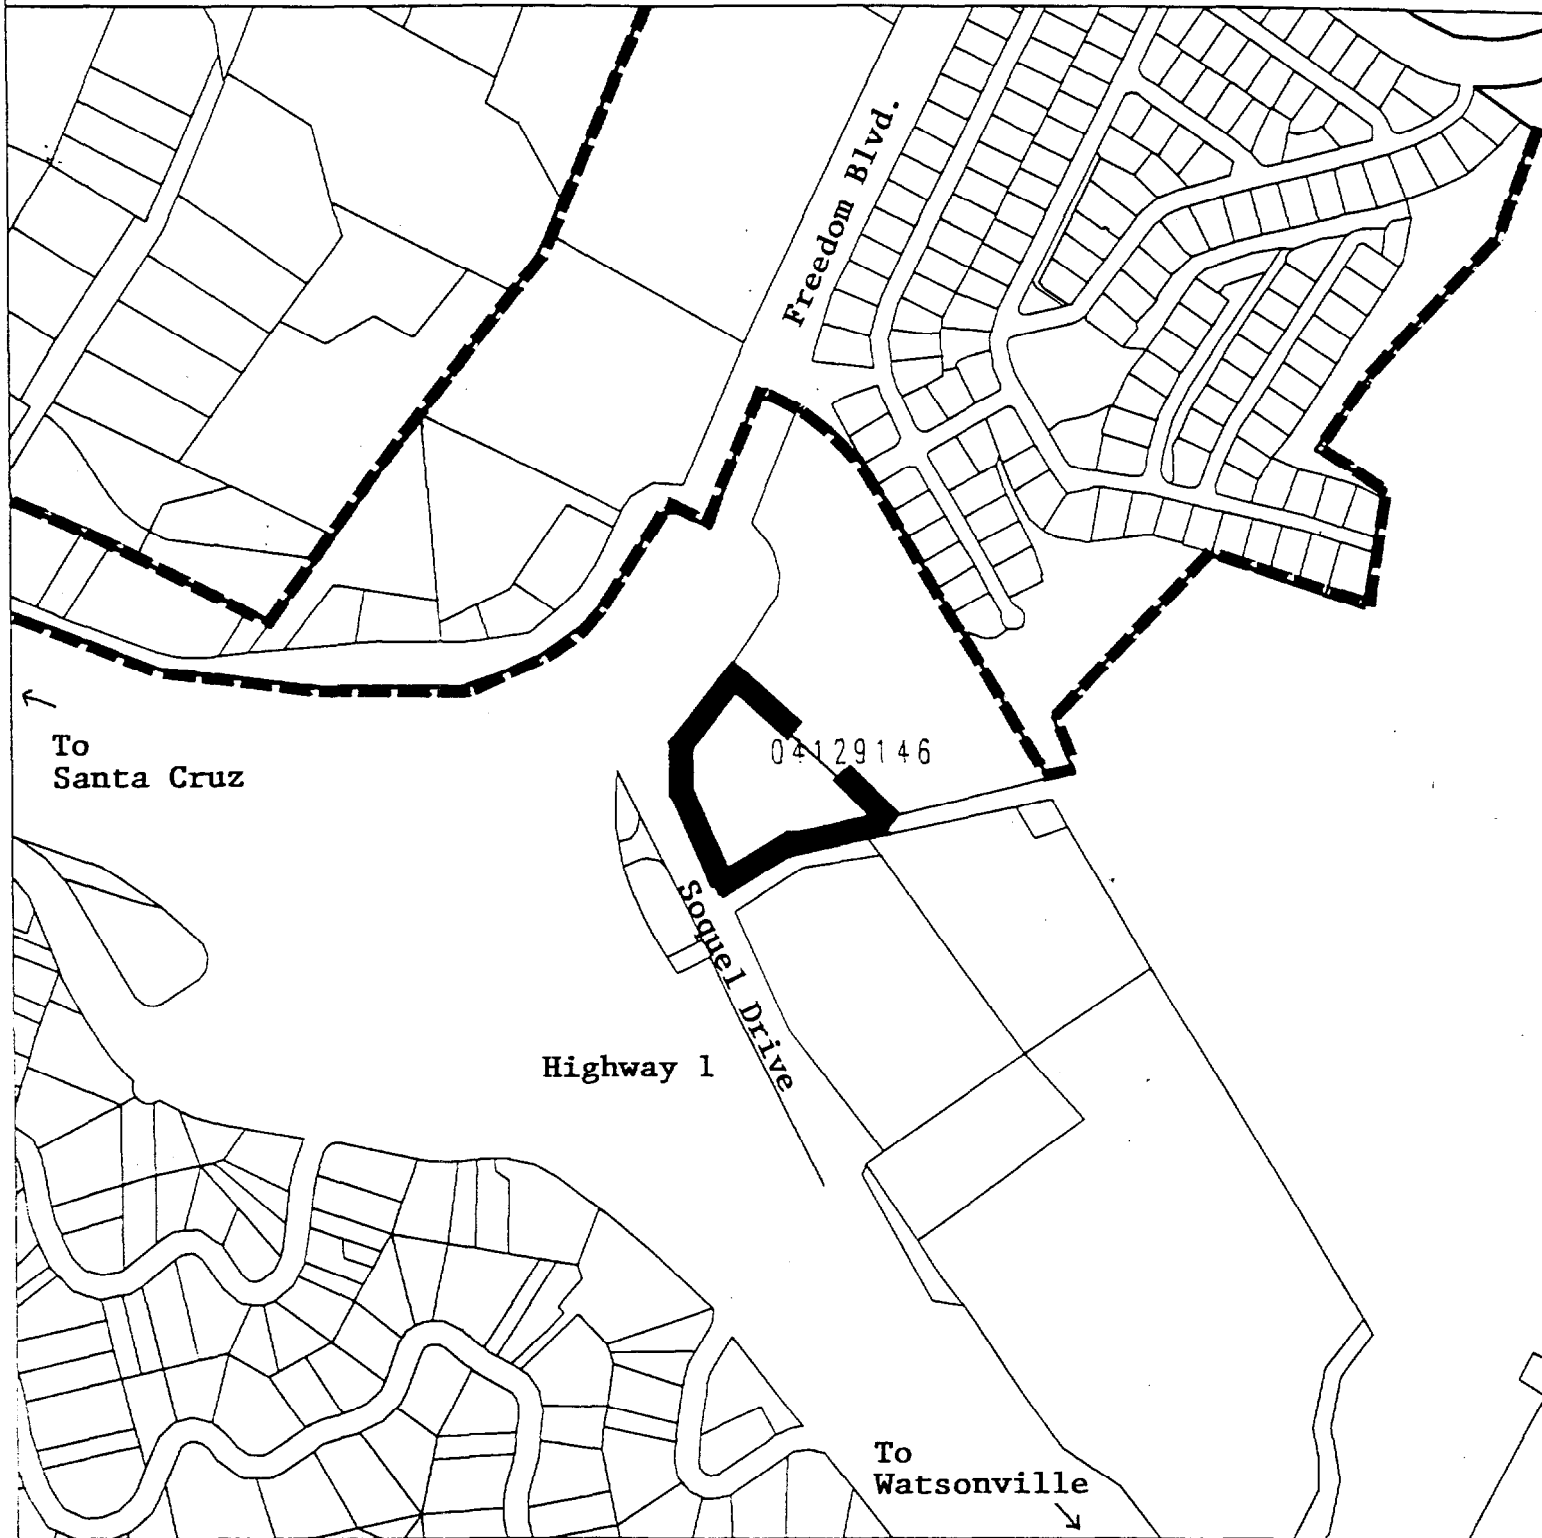 Freedom Blvd.
To
Santa Cruz
04129146
Soquel Drive
Highway 1
To
Watsonville